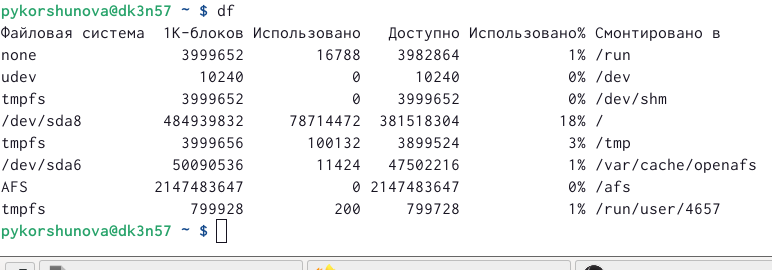 pykorshunova@dk3n57 ~ $ df
Файловая система 1K-блоков Использовано Доступно Использовано% Смонтировано в
none 3999652 16788 3982864 1% /run
udev 10240 0 10240 0% /dev
tmpfs 3999652 0 3999652 0% /dev/shm
/dev/sda8 484939832 78714472 381518304 18% /
tmpfs 3999656 100132 3899524 3% /tmp
/dev/sda6 50090536 11424 47502216 1% /var/cache/openafs
AFS 2147483647 0 2147483647 0% /afs
tmpfs 799928 200 799728 1% /run/user/4657
pykorshunova@dk3n57 ~ $